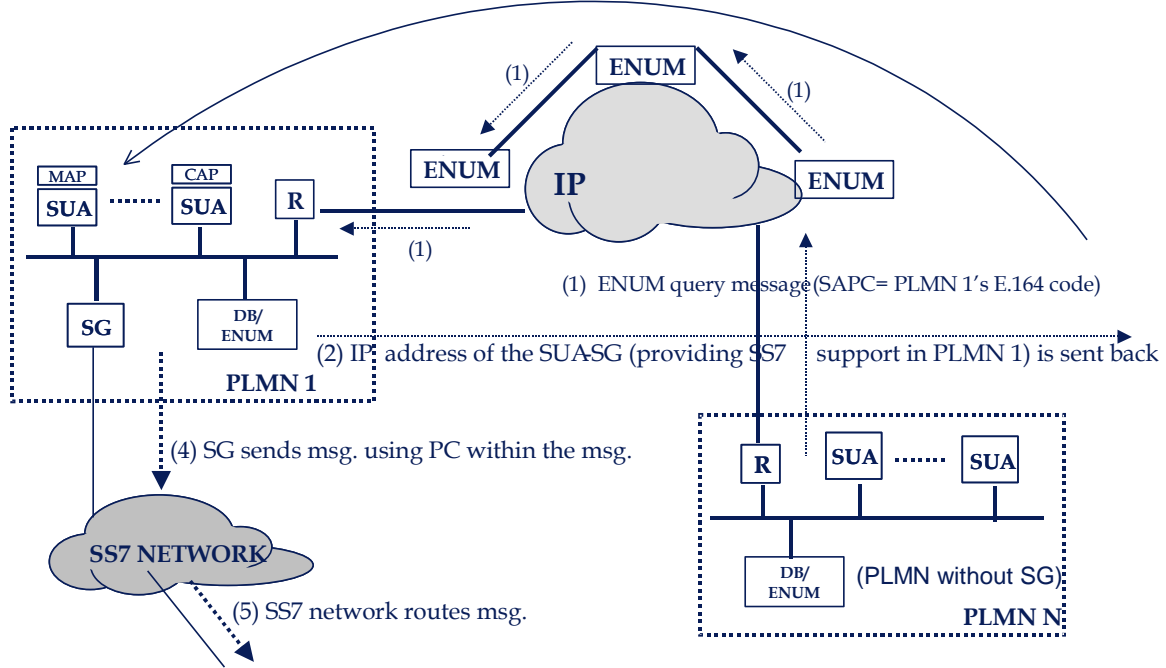 ENUM
(1)
(1)
ENUM
ENUM
IP
MAP
CAP
SUA
SUA
R
(1)
(1) ENUM query message (SAPC= PLMN 1's E.164 code)
SG
DB/
ENUM
(2) IP address of the SUA-SG (providing SS7 support in PLMN 1) is sent back
PLMN 1
(4) SG sends msg. using PC within the msg.
R
SUA
SUA
SS7 NETWORK
DB/
ENUM
(PLMN without SG)
(5) SS7 network routes msg.
PLMN N